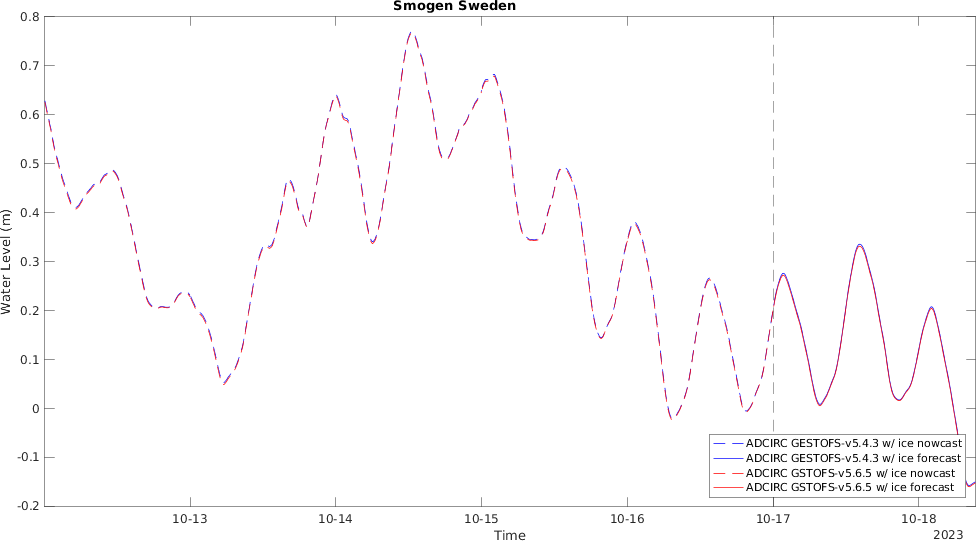 Smogen Sweden
0.8
0.7
0.6
0.5
0.4
0.3
0.2
0.1
0
-0.1
-0.2
Water Level (m)
ADCIRC GESTOFS-v5.4.3 w/ ice nowcast
ADCIRC GESTOFS-v5.4.3 w/ ice forecast
ADCIRC GSTOFS-v5.6.5 w/ ice nowcast
ADCIRC GSTOFS-v5.6.5 w/ ice forecast
10-13
10-14
10-15
10-16
10-17
10-18
Time
2023